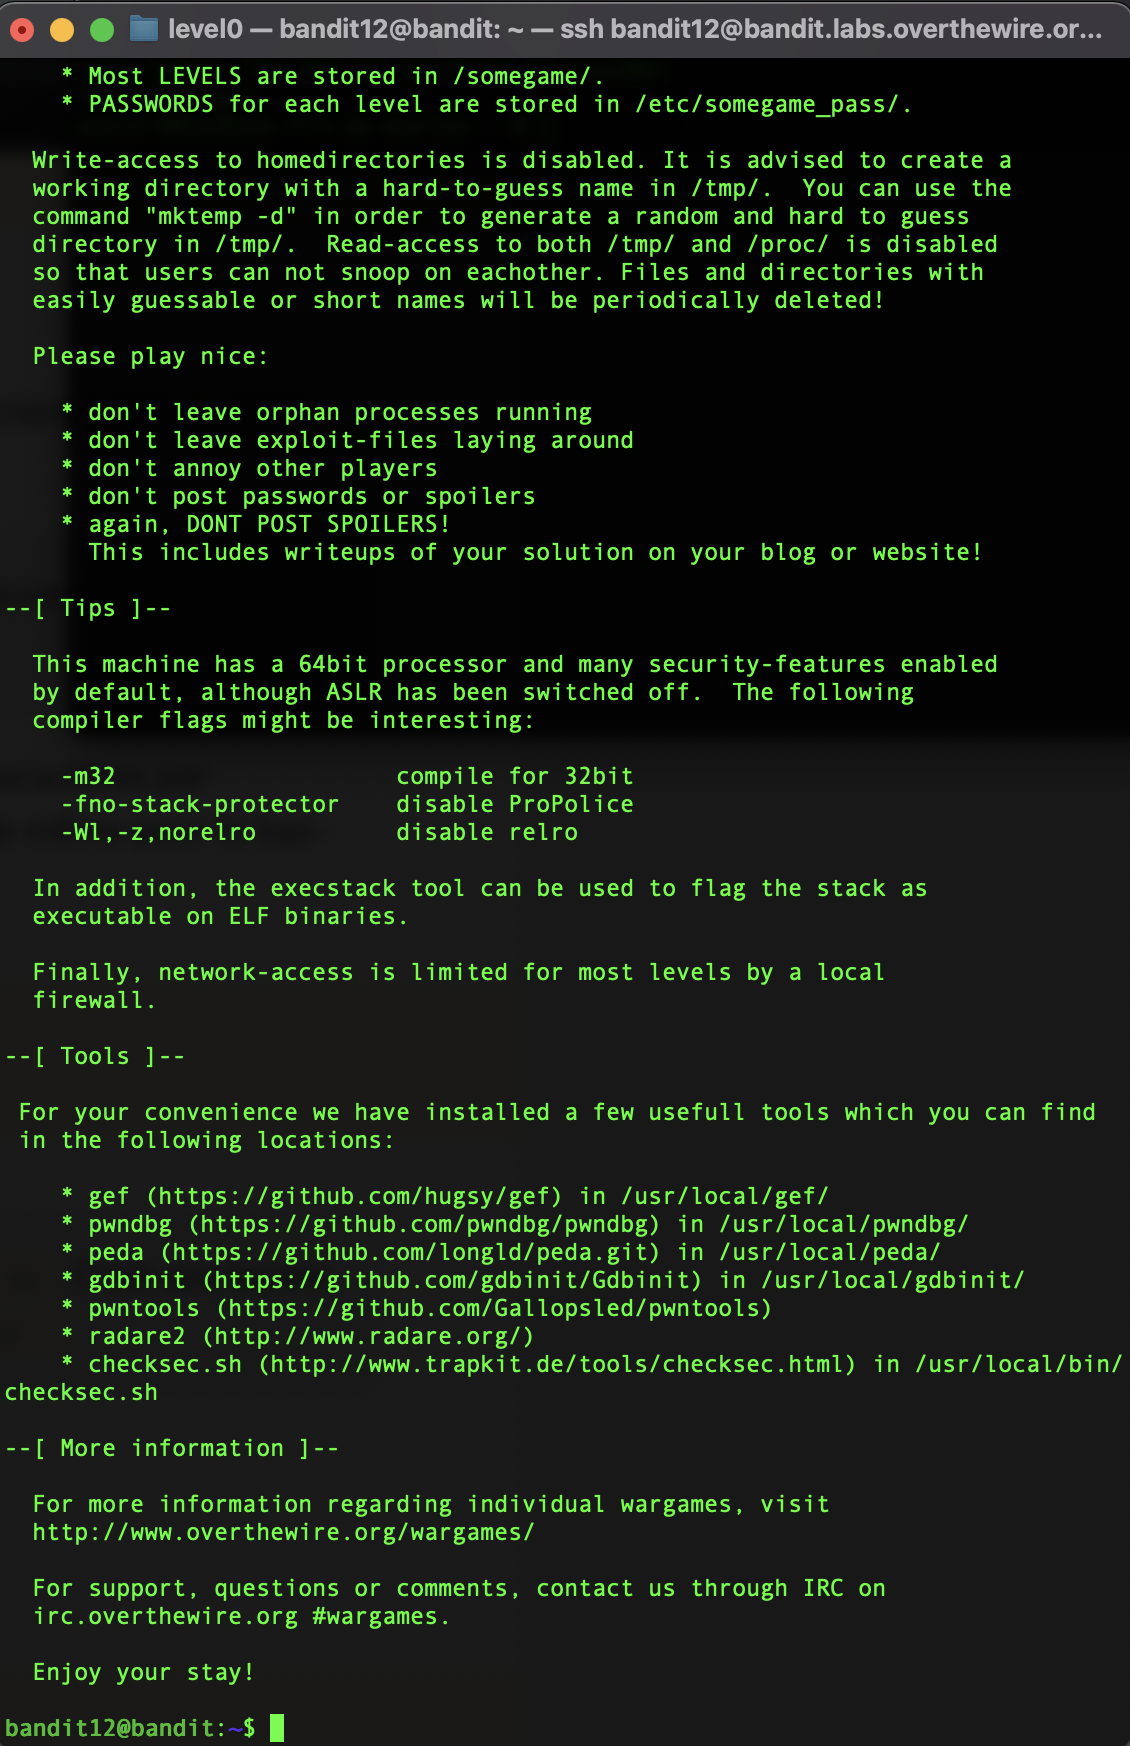 level0 — bandit12@bandit: ~ — ssh bandit12@bandit.labs.overthewire.or...
* Most LEVELS are stored in /somegame/.
* PASSWORDS for each level are stored in /etc/somegame_pass/.
Write-access to homedirectories is disabled. It is advised to create a
working directory with a hard-to-guess name in /tmp/.  You can use the
command "mktemp -d" in order to generate a random and hard to guess
directory in /tmp/.  Read-access to both /tmp/ and /proc/ is disabled
so that users can not snoop on eachother. Files and directories with
easily guessable or short names will be periodically deleted!
Please play nice:
* don't leave orphan processes running
* don't leave exploit-files laying around
* don't annoy other players
* don't post passwords or spoilers
* again, DONT POST SPOILERS!
This includes writeups of your solution on your blog or website!
--[ Tips ]--
This machine has a 64bit processor and many security-features enabled
by default, although ASLR has been switched off.  The following
compiler flags might be interesting:
-m32                    compile for 32bit
-fno-stack-protector    disable ProPolice
-Wl,-z,norelro          disable relro
In addition, the execstack tool can be used to flag the stack as
executable on ELF binaries.
Finally, network-access is limited for most levels by a local
firewall.
--[ Tools ]--
For your convenience we have installed a few usefull tools which you can find
in the following locations:
* gef (https://github.com/hugsy/gef) in /usr/local/gef/
* pwndbg (https://github.com/pwndbg/pwndbg) in /usr/local/pwndbg/
* peda (https://github.com/longld/peda.git) in /usr/local/peda/
* gdbinit (https://github.com/gdbinit/Gdbinit) in /usr/local/gdbinit/
* pwntools (https://github.com/Gallopsled/pwntools)
* radare2 (http://www.radare.org/)
* checksec.sh (http://www.trapkit.de/tools/checksec.html) in /usr/local/bin/
checksec.sh
--[ More information ]--
For more information regarding individual wargames, visit
http://www.overthewire.org/wargames/
For support, questions or comments, contact us through IRC on
irc.overthewire.org #wargames.
Enjoy your stay!
bandit12@bandit:~$